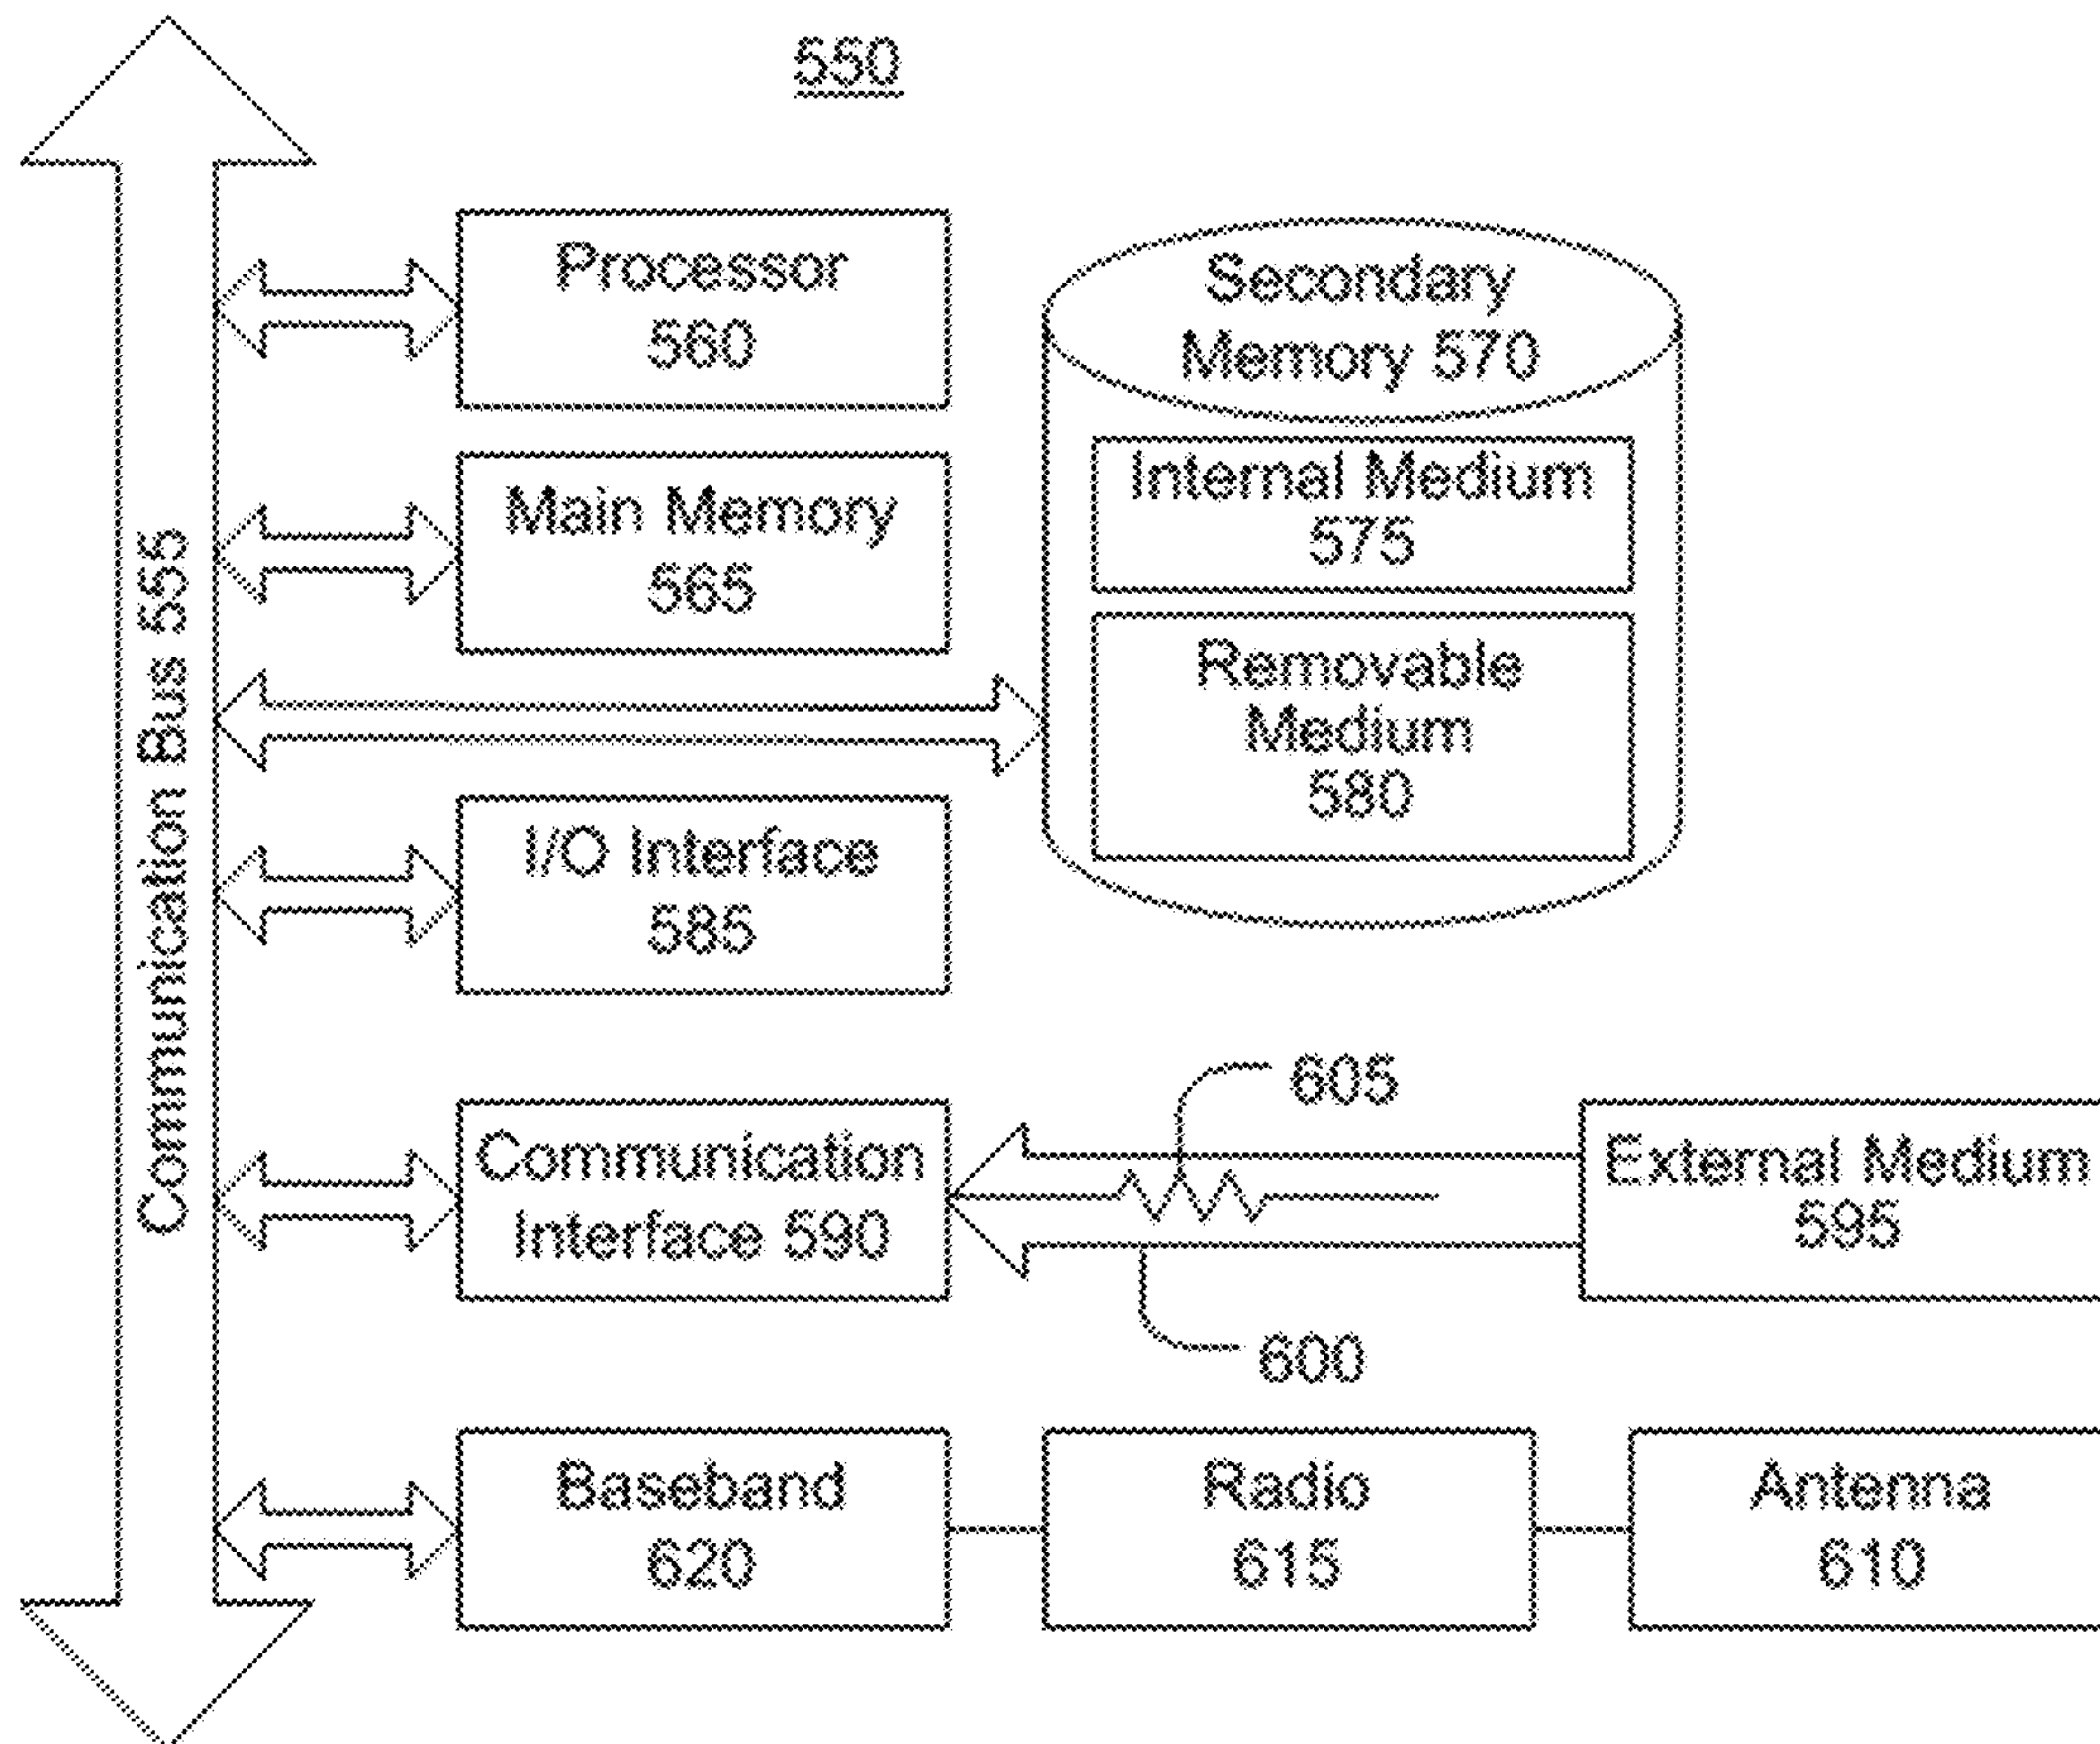 550
Communication Bus 555
Processor
560
Main Memory
565
Secondary
Memory 570
Internal Medium
575
Removable
Medium
580
I/O Interface
585
Communication
Interface 590
605
600
External Medium
595
Baseband
620
Radio
615
Antenna
610